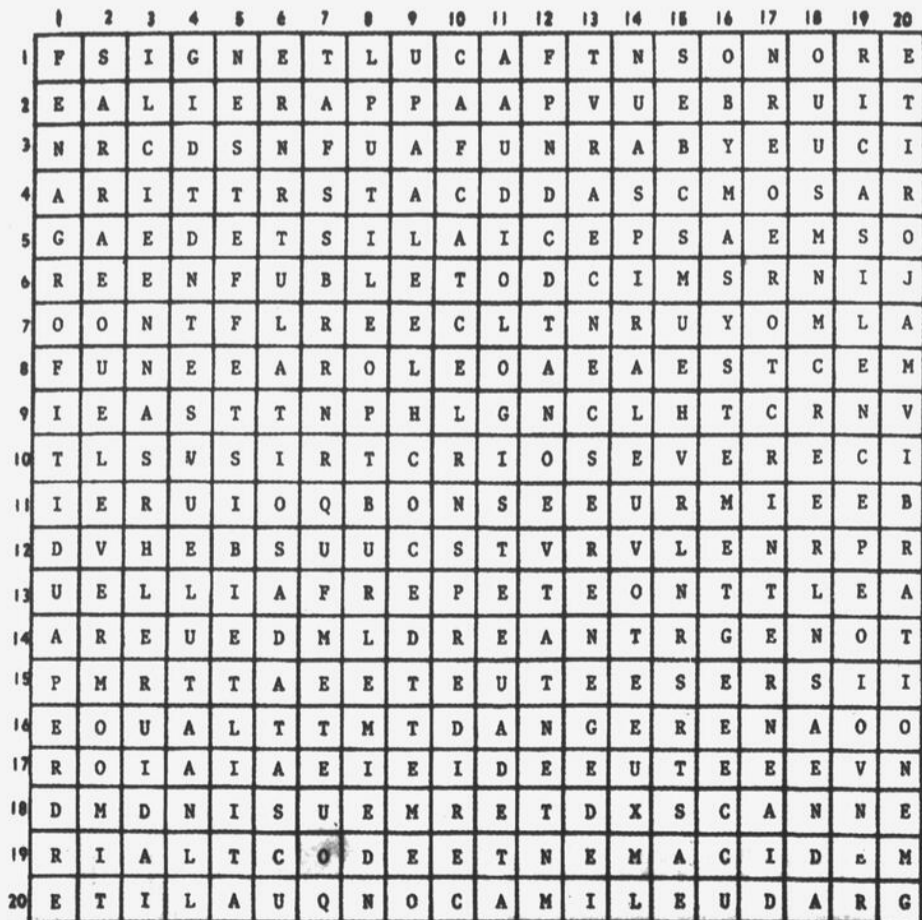 1 2 3 4 5 6 7 8 9 10 11 12 13 14 15 16 17 18 19 20
1 F S I G N E T L U C A F T N S O N O R E
2 E A L I E R A P P A A P V U E B R U I T
3 N R C D S N F U A F U N R A B Y E U C I
4 A R I T T R S T A C D D A S C M O S A R
5 G A E D E T S I L A I C E P S A E M S O
6 R E E N F U B L E T O D C I M S R N I J
7 O O N T F L R E E C L T N R U Y O M L A
8 F U N E E A R O L E O A E A E S T C E M
9 I E A S T T N P H L G N C L H T C R N V
10 T L S V S I R T C R I O S E V E R E C I
11 I E R U I O Q B O N S E E U R M I E E B
12 D V H E B S U U C S T V R V L E N R P R
13 U E L L I A F R E P E T E O N T T L E A
14 A R E U E D M L D R E A N T R G E N O T
15 P M R T T A E E T E U T E E S E R S I I
16 E O U A L T T M T D A N G E R E N A O O
17 R O I A I A E I E I D E E U T E E E V N
18 D M D N I S U E M R E T D X S C A N N E
19 R I A L T C O D E E T N E M A C I D E M
20 E T I L A U Q N O C A M I L E U D A R G